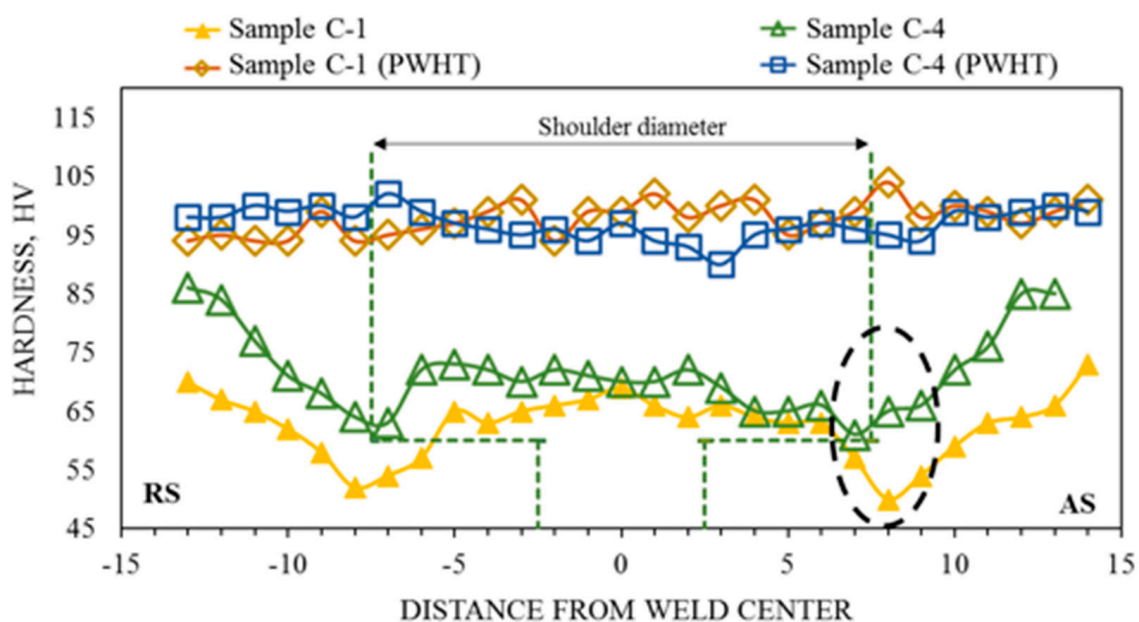 Sample C-1
Sample C-4
Sample C-1 (PWHT)
Sample C-4 (PWHT)
115
105
95
85
75
65
55
45
HARDNESS, HV
Shoulder diameter
RS
AS
-15
-10
-5
0
5
10
15
DISTANCE FROM WELD CENTER